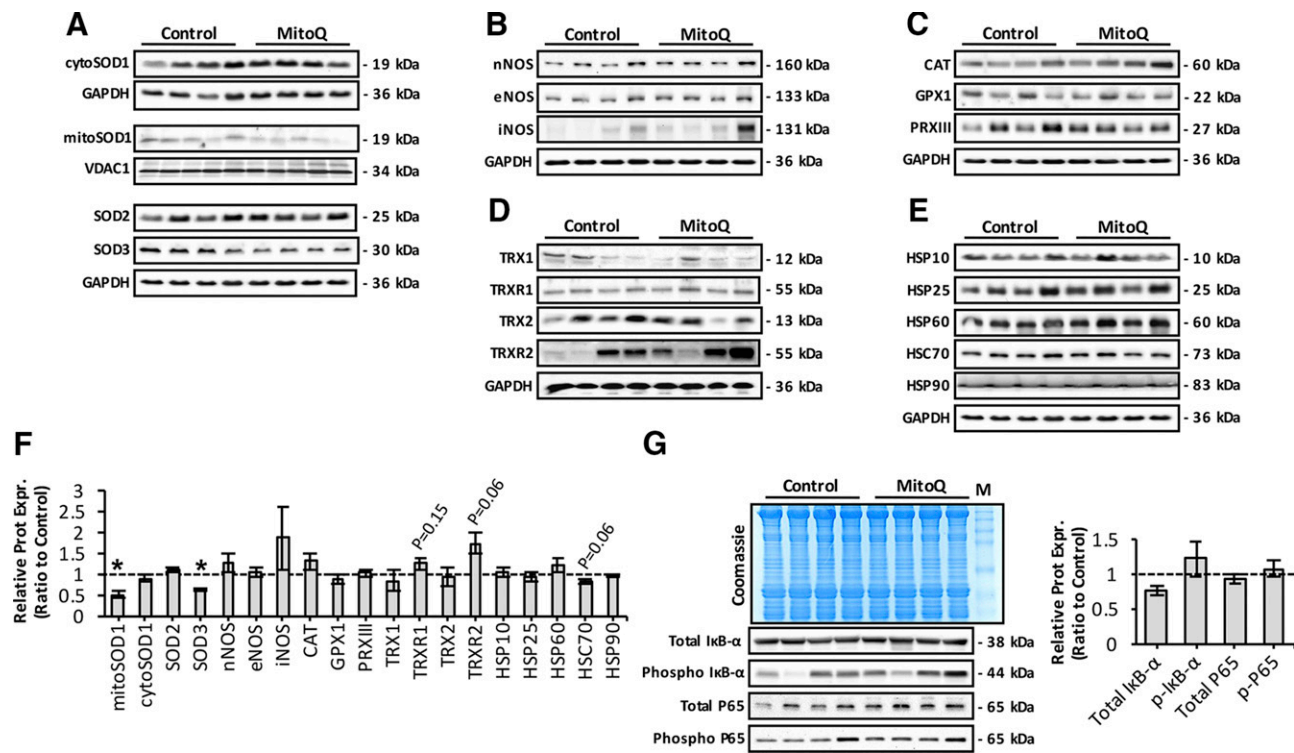 A
Control MitoQ
cytoSOD1 - 19 kDa
GAPDH - 36 kDa
mitoSOD1 - 19 kDa
VDAC1 - 34 kDa
SOD2 - 25 kDa
SOD3 - 30 kDa
GAPDH - 36 kDa
B
Control MitoQ
nNOS - 160 kDa
eNOS - 133 kDa
iNOS - 131 kDa
GAPDH - 36 kDa
C
Control MitoQ
CAT - 60 kDa
GPX1 - 22 kDa
PRXIII - 27 kDa
GAPDH - 36 kDa
D
Control MitoQ
TRX1 - 12 kDa
TRXR1 - 55 kDa
TRX2 - 13 kDa
TRXR2 - 55 kDa
GAPDH - 36 kDa
E
Control MitoQ
HSP10 - 10 kDa
HSP25 - 25 kDa
HSP60 - 60 kDa
HSC70 - 73 kDa
HSP90 - 83 kDa
GAPDH - 36 kDa
F
Relative Prot Expr.
(Ratio to Control)
3
2.5
2
1.5
1
0.5
0
* * P=0.15 P=0.06 P=0.06
mitoSOD1 cytoSOD1 SOD2 SOD3 nNOS eNOS iNOS CAT GPX1 PRXIII TRX1 TRXR1 TRX2 TRXR2 HSP10 HSP25 HSP60 HSC70 HSP90
G
Control MitoQ M
Coomassie
Total IκB-α - 38 kDa
Phospho IκB-α - 44 kDa
Total P65 - 65 kDa
Phospho P65 - 65 kDa
Relative Prot Expr.
(Ratio to Control)
1.5
1
0.5
0
Total IκB-α p-IκB-α Total P65 p-P65